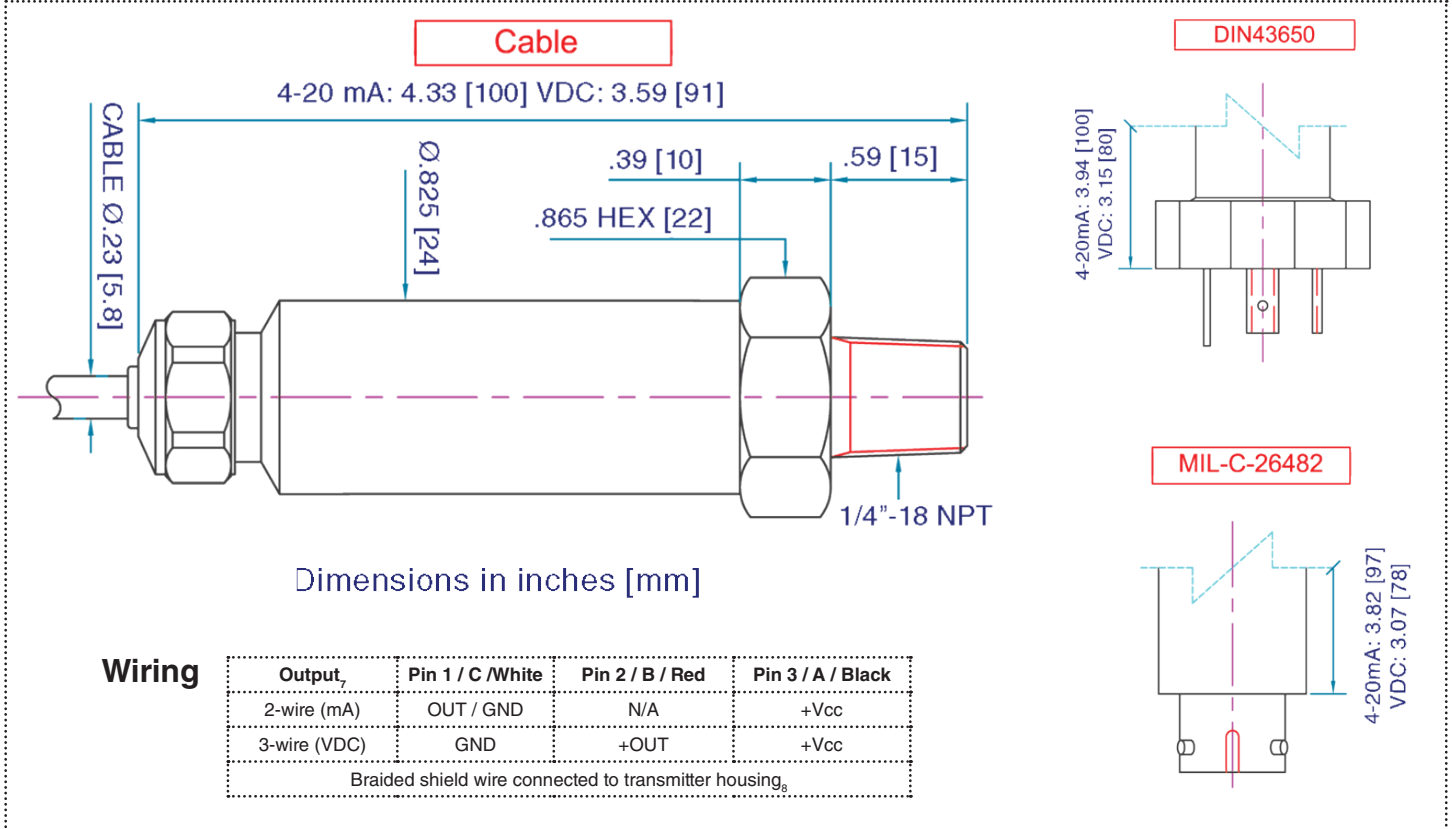 Cable
4-20 mA: 4.33 [100] VDC: 3.59 [91]
CABLE Ø.23 [5.8]
Ø.825 [24]
.39 [10]
.59 [15]
.865 HEX [22]
1/4”-18 NPT
Dimensions in inches [mm]
DIN43650
4-20mA: 3.94 [100]
VDC: 3.15 [80]
MIL-C-26482
4-20mA: 3.82 [97]
VDC: 3.07 [78]
Wiring
Output7 Pin 1 / C /White Pin 2 / B / Red Pin 3 / A / Black
2-wire (mA) OUT / GND N/A +Vcc
3-wire (VDC) GND +OUT +Vcc
Braided shield wire connected to transmitter housing8